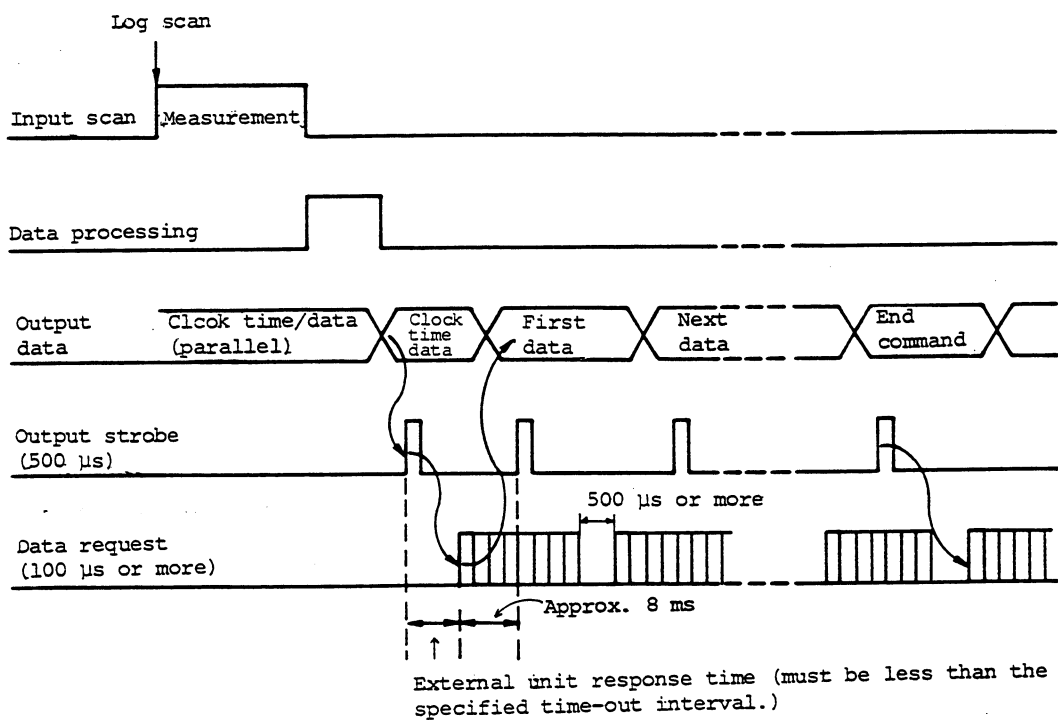 Log scan
Input scan Measurement
Data processing
Output data
Clcok time/data (parallel)
Clock time data
First data
Next data
End command
Output strobe
(500 µs)
500 µs or more
Data request
(100 µs or more)
Approx. 8 ms
External unit response time (must be less than the
specified time-out interval.)